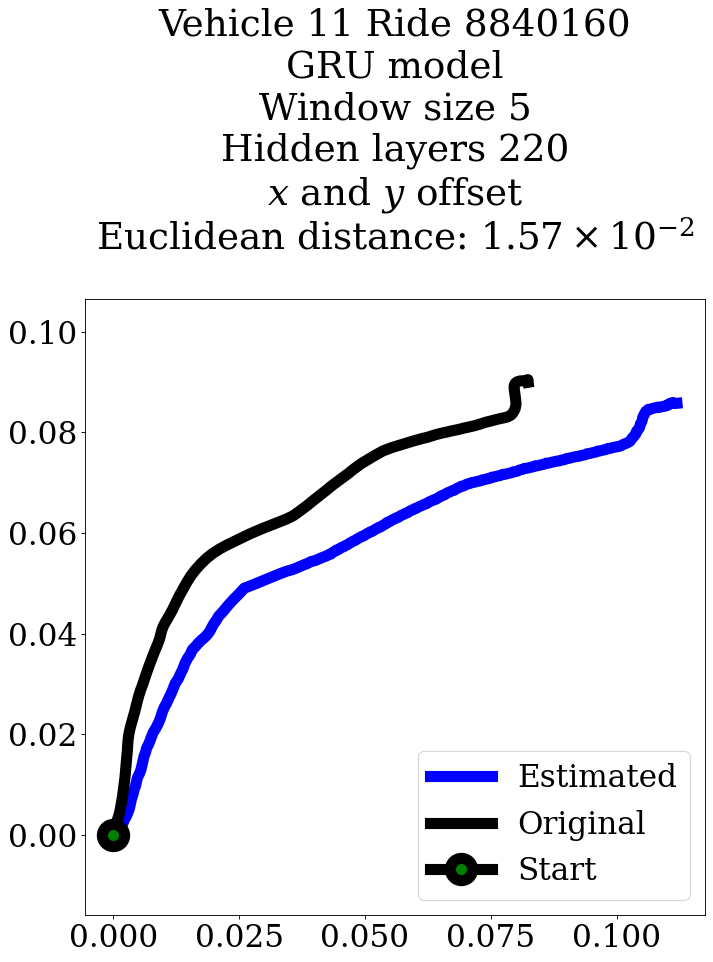 Vehicle 11 Ride 8840160
GRU model
Window size 5
Hidden layers 220
x and y offset
Euclidean distance: 1.57 × 10⁻²
0.10
0.08
0.06
0.04
0.02
0.00
Estimated
Original
Start
0.000 0.025 0.050 0.075 0.100